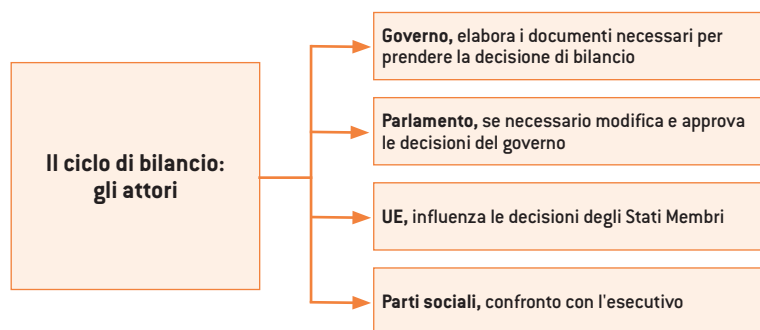 Il ciclo di bilancio:
gli attori
Governo, elabora i documenti necessari per
prendere la decisione di bilancio
Parlamento, se necessario modifica e approva
le decisioni del governo
UE, influenza le decisioni degli Stati Membri
Parti sociali, confronto con l'esecutivo